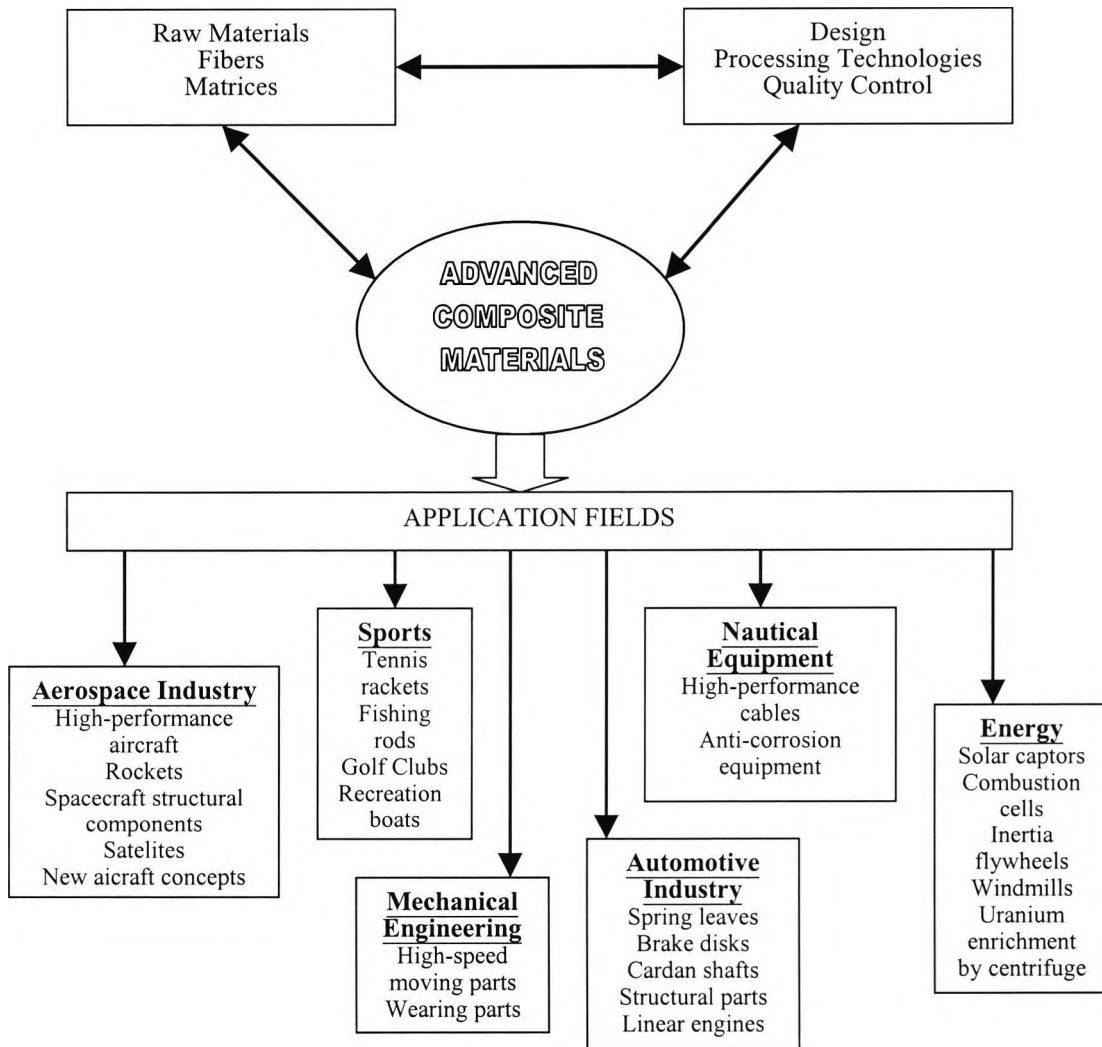 Raw Materials
Fibers
Matrices
Design
Processing Technologies
Quality Control
ADVANCED
COMPOSITE
MATERIALS
APPLICATION FIELDS
Aerospace Industry
High-performance
aircraft
Rockets
Spacecraft structural
components
Satelites
New aicraft concepts
Sports
Tennis
rackets
Fishing
rods
Golf Clubs
Recreation
boats
Mechanical
Engineering
High-speed
moving parts
Wearing parts
Automotive
Industry
Spring leaves
Brake disks
Cardan shafts
Structural parts
Linear engines
Nautical
Equipment
High-performance
cables
Anti-corrosion
equipment
Energy
Solar captors
Combustion
cells
Inertia
flywheels
Windmills
Uranium
enrichment
by centrifuge